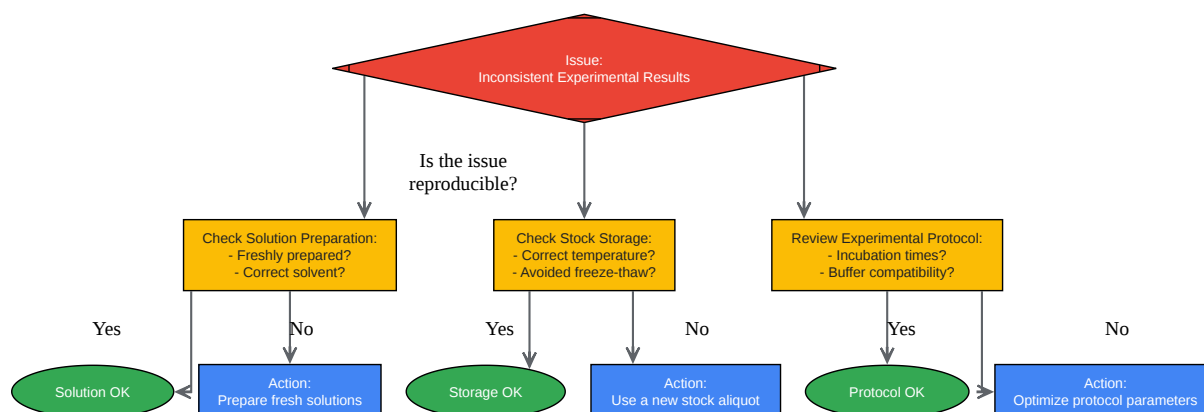 Issue:
Inconsistent Experimental Results
Is the issue
reproducible?
Check Solution Preparation:
- Freshly prepared?
- Correct solvent?
Check Stock Storage:
- Correct temperature?
- Avoided freeze-thaw?
Review Experimental Protocol:
- Incubation times?
- Buffer compatibility?
Yes
No
Yes
No
Yes
No
Solution OK
Action:
Prepare fresh solutions
Storage OK
Action:
Use a new stock aliquot
Protocol OK
Action:
Optimize protocol parameters